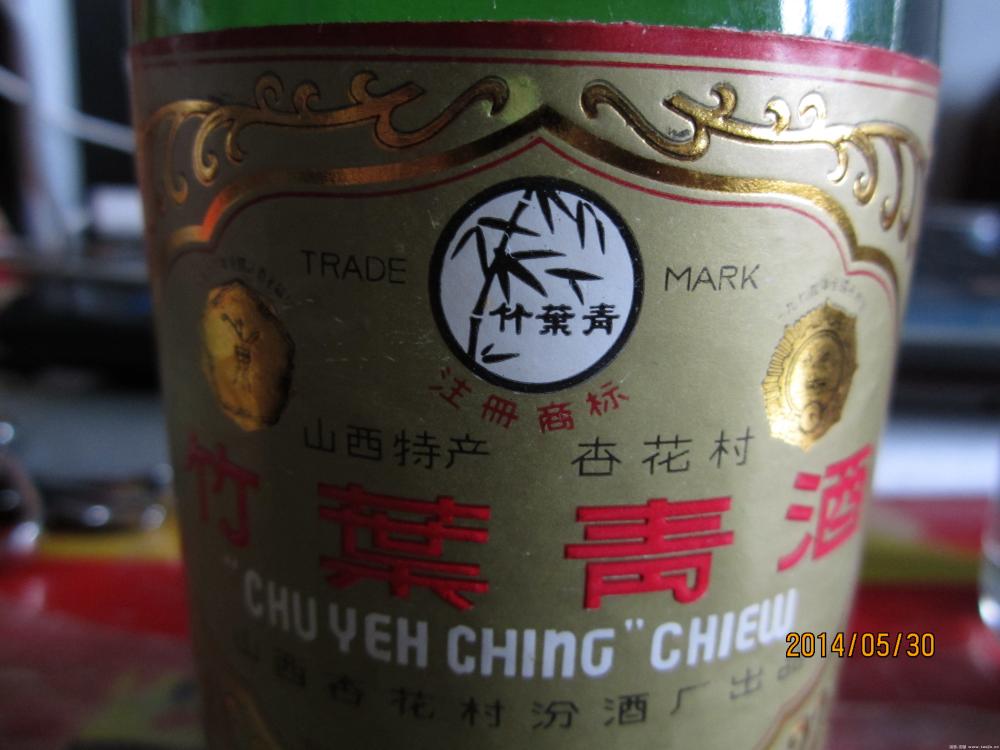 TRADE MARK
竹葉青
注冊商标
山西特产 杏花村
竹葉青酒
"CHU YEH CHING" CHIEW
2014/05/30
山西杏花村汾酒厂出品